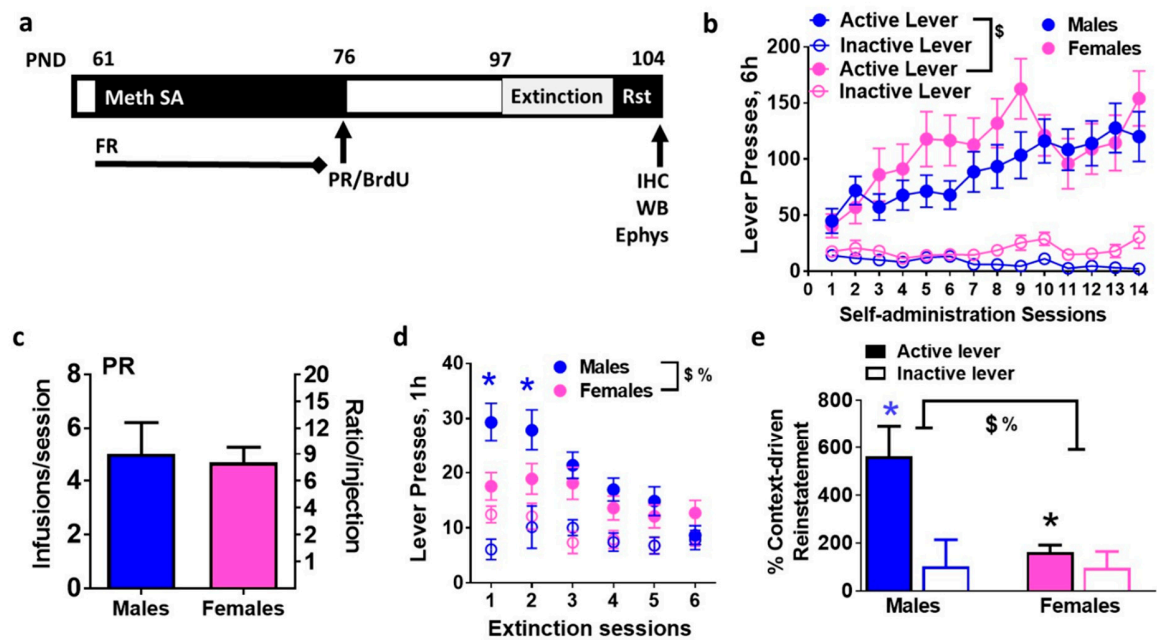 a
PND 61 76 97 104
Meth SA Extinction Rst
FR
PR/BrdU
IHC
WB
Ephys
b
Active Lever $ Males
Inactive Lever Females
Active Lever
Inactive Lever
Lever Presses, 6h
200
150
100
50
0
0 1 2 3 4 5 6 7 8 9 10 11 12 13 14
Self-administration Sessions
c
PR
Infusions/session
8
6
4
2
0
20
15
12
9
6
4
2
1
Ratio/injection
Males Females
d
Males $ %
Females
Lever Presses, 1h
40
30
20
10
0
* *
1 2 3 4 5 6
Extinction sessions
e
Active lever
Inactive lever
% Context-driven
Reinstatement
800
600
400
200
0
*
$ %
*
Males Females